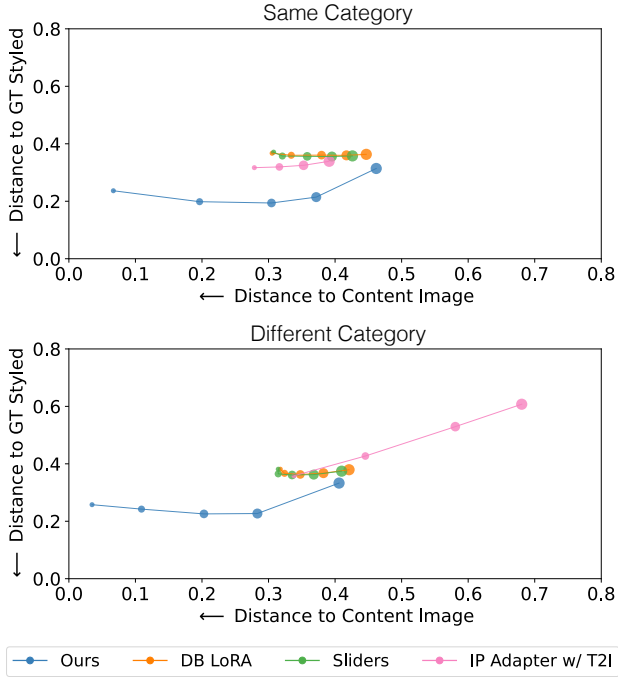 Same Category
0.8
0.6
0.4
0.2
0.0
← Distance to GT Styled
0.0 0.1 0.2 0.3 0.4 0.5 0.6 0.7 0.8
← Distance to Content Image
Different Category
0.8
0.6
0.4
0.2
0.0
← Distance to GT Styled
0.0 0.1 0.2 0.3 0.4 0.5 0.6 0.7 0.8
← Distance to Content Image
Ours DB LoRA Sliders IP Adapter w/ T2I